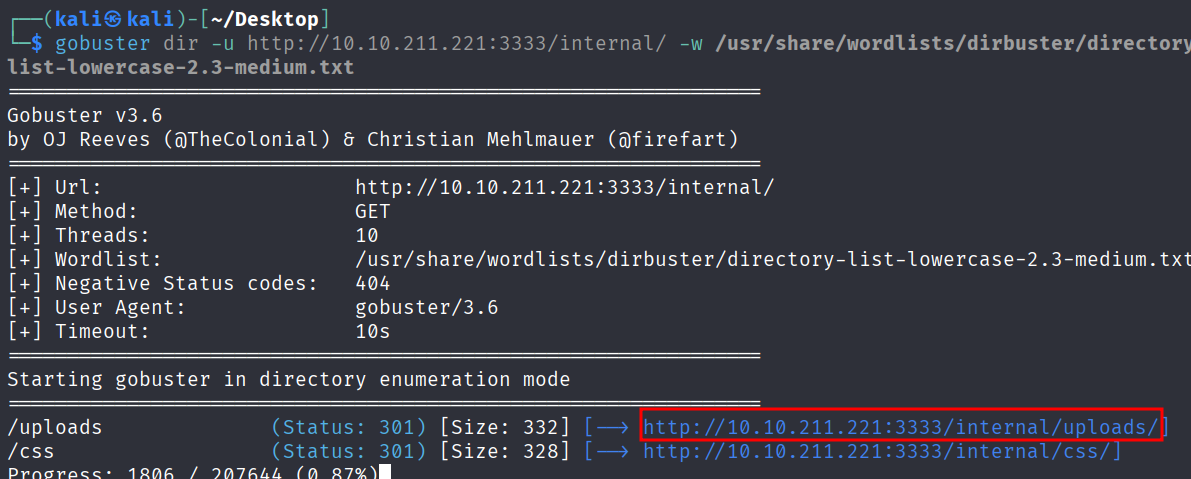 ┌──(kali㉿kali)-[~/Desktop]
└─$ gobuster dir -u http://10.10.211.221:3333/internal/ -w /usr/share/wordlists/dirbuster/directory
list-lowercase-2.3-medium.txt
===============================================================
Gobuster v3.6
by OJ Reeves (@TheColonial) & Christian Mehlmauer (@firefart)
===============================================================
[+] Url:                     http://10.10.211.221:3333/internal/
[+] Method:                  GET
[+] Threads:                 10
[+] Wordlist:                /usr/share/wordlists/dirbuster/directory-list-lowercase-2.3-medium.txt
[+] Negative Status codes:   404
[+] User Agent:              gobuster/3.6
[+] Timeout:                 10s
===============================================================
Starting gobuster in directory enumeration mode
===============================================================
/uploads              (Status: 301) [Size: 332] [--> http://10.10.211.221:3333/internal/uploads/]
/css                  (Status: 301) [Size: 328] [--> http://10.10.211.221:3333/internal/css/]
Progress: 1806 / 207644 (0.87%)